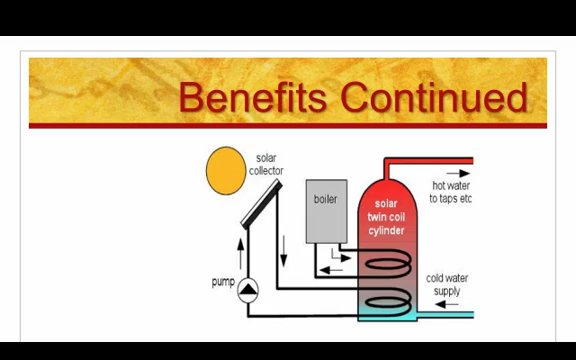 Benefits Continued
solar
collector
boiler
solar
twin coil
cylinder
hot water
to taps etc
pump
cold water
supply